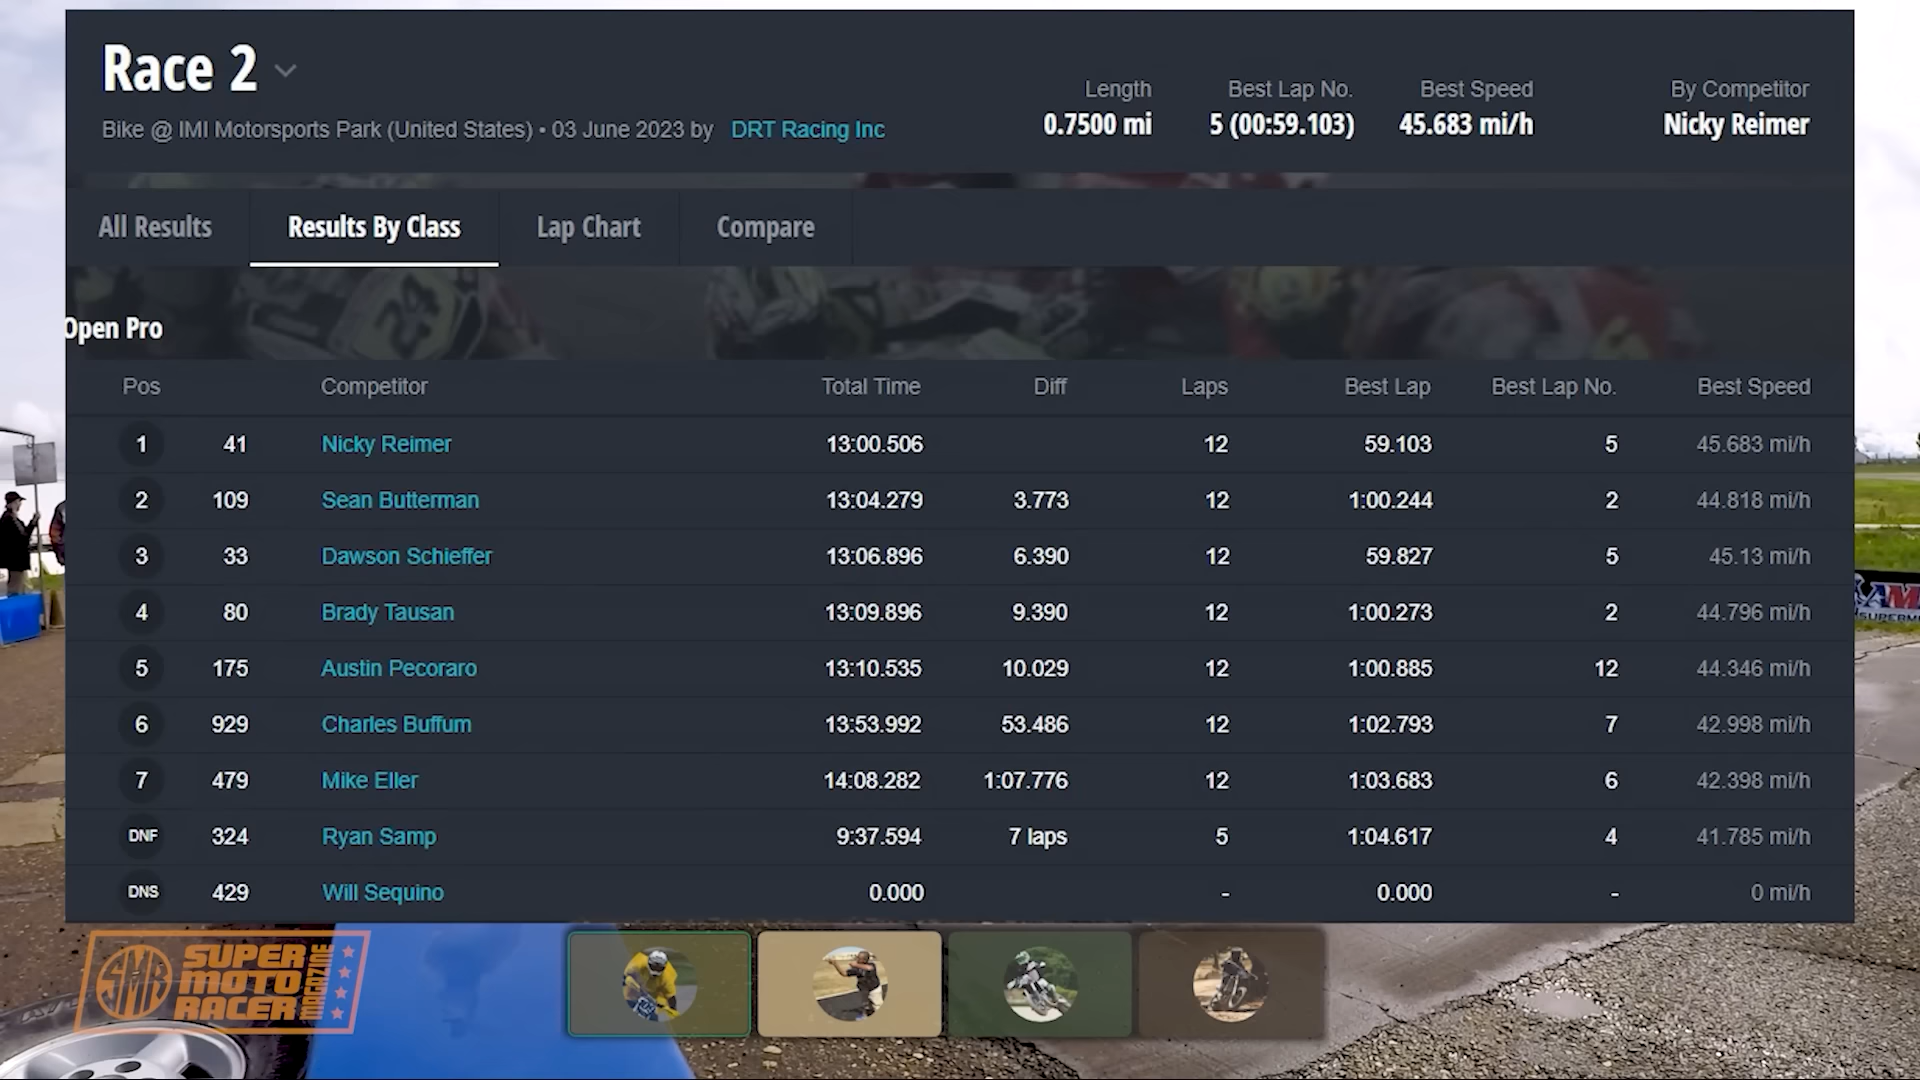 Race 2
Length
Best Lap No.
Best Speed
By Competitor
0.7500 mi
5 (00:59.103)
45.683 mi/h
Nicky Reimer
Bike @ IMI Motorsports Park (United States) • 03 June 2023 by DRT Racing Inc
All Results
Results By Class
Lap Chart
Compare
24
Open Pro
Pos Competitor Total Time Diff Laps Best Lap Best Lap No. Best Speed
1 41 Nicky Reimer 13:00.506 12 59.103 5 45.683 mi/h
2 109 Sean Butterman 13:04.279 3.773 12 1:00.244 2 44.818 mi/h
3 33 Dawson Schieffer 13:06.896 6.390 12 59.827 5 45.13 mi/h
4 80 Brady Tausan 13:09.896 9.390 12 1:00.273 2 44.796 mi/h
5 175 Austin Pecoraro 13:10.535 10.029 12 1:00.885 12 44.346 mi/h
6 929 Charles Buffum 13:53.992 53.486 12 1:02.793 7 42.998 mi/h
7 479 Mike Eller 14:08.282 1:07.776 12 1:03.683 6 42.398 mi/h
DNF 324 Ryan Samp 9:37.594 7 laps 5 1:04.617 4 41.785 mi/h
DNS 429 Will Sequino 0.000 - 0.000 - 0 mi/h
SMR
SUPER
MOTO
RACER
MAGAZINE